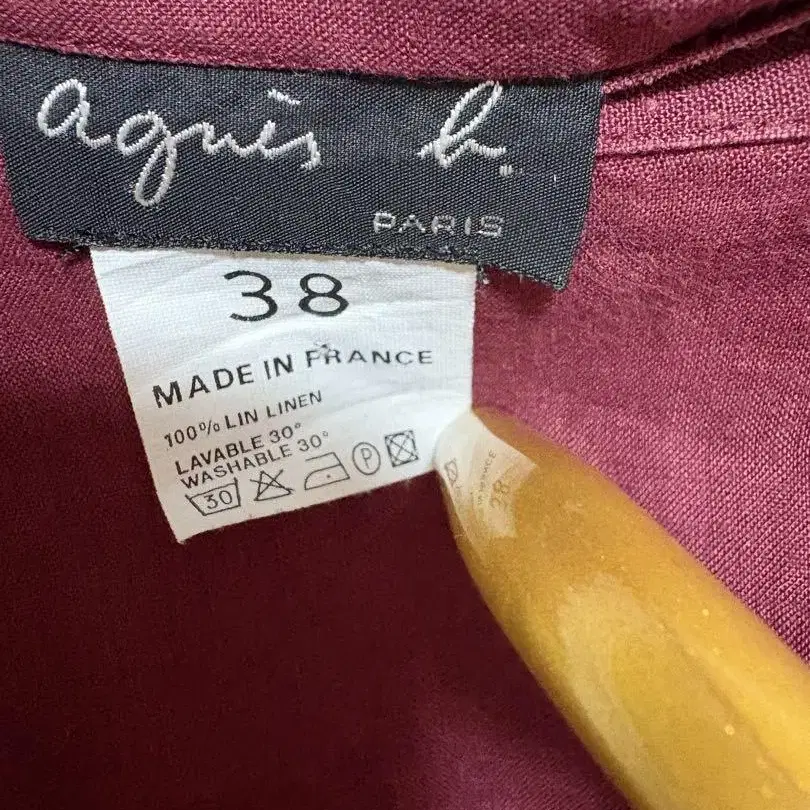 agnès b.
PARIS
38
MADE IN FRANCE
100% LIN LINEN
LAVABLE 30°
WASHABLE 30°
30 P